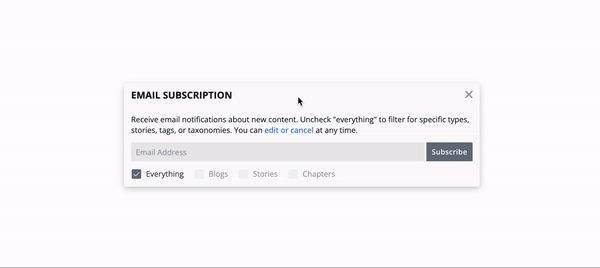 EMAIL SUBSCRIPTION
Receive email notifications about new content. Uncheck "everything" to filter for specific types,
stories, tags, or taxonomies. You can edit or cancel at any time.
Email Address
Subscribe
Everything
Blogs
Stories
Chapters